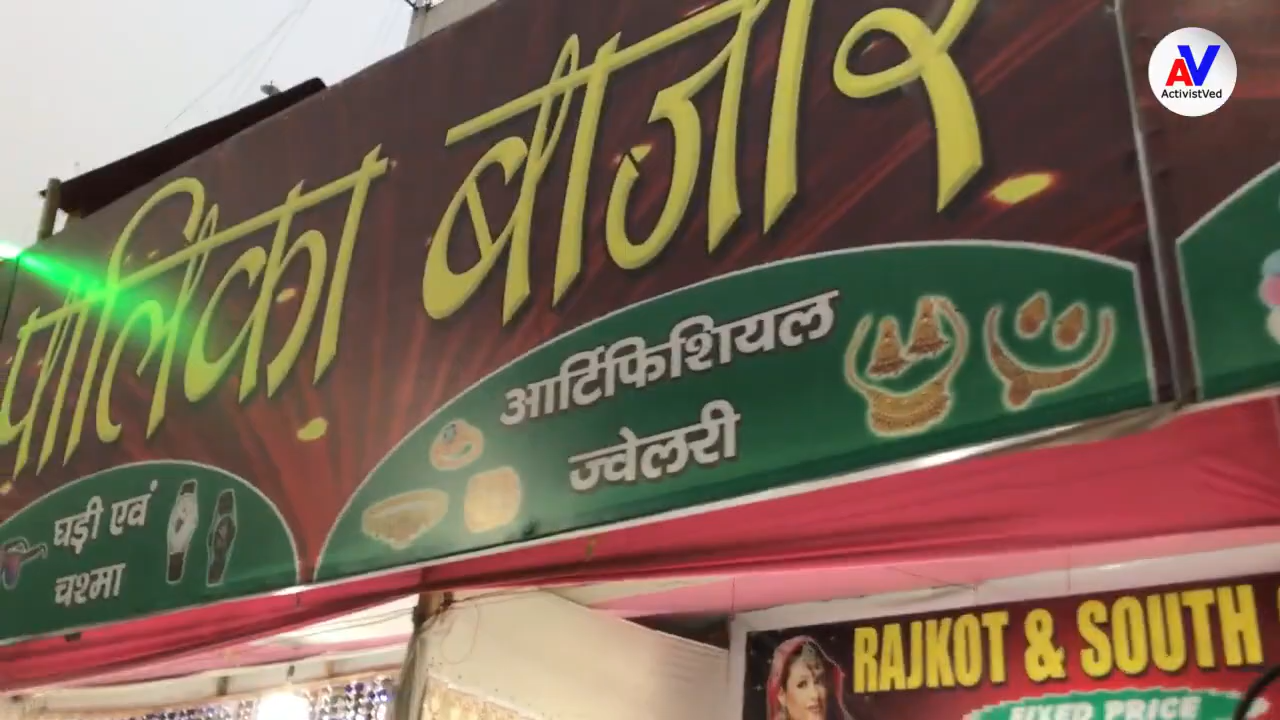 AV
ActivistVed
पालिका बाजार
आर्टिफिशियल
ज्वेलरी
घड़ी एवं
चश्मा
RAJKOT & SOUTH
FIXED PRICE